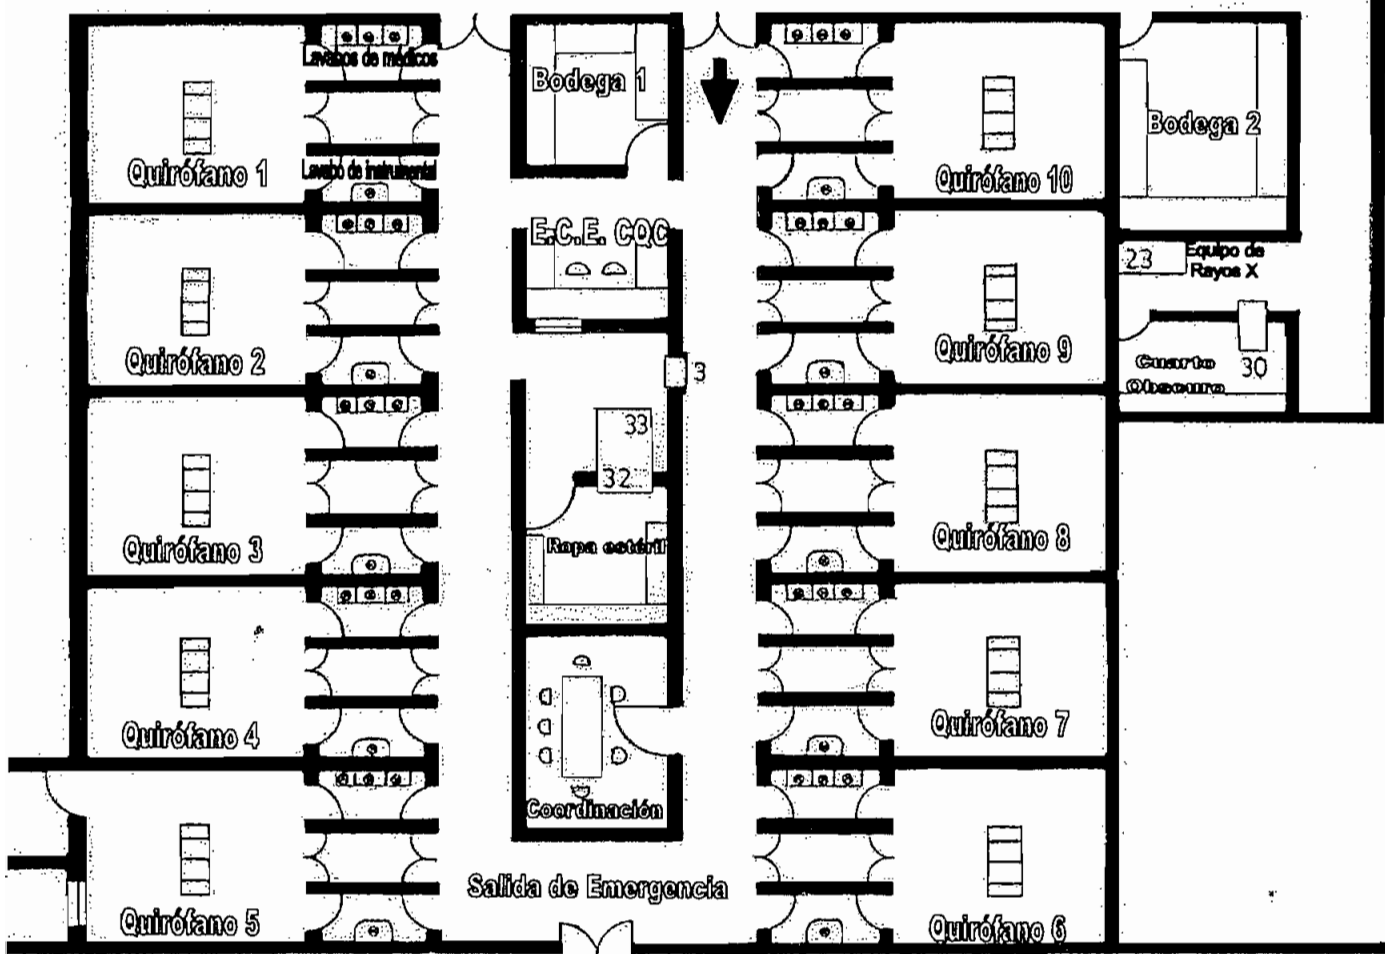 Lavabos de médicos
Bodega 1
Bodega 2
Quirófano 1
Lavabo de instrumental
Quirófano 10
E.C.E. CQC
23
Equipo de
Rayos X
Quirófano 2
Quirófano 9
Cuarto
Obscuro
30
3
33
32
Quirófano 3
Ropa estéril
Quirófano 8
Quirófano 4
Quirófano 7
Coordinación
Salida de Emergencia
Quirófano 5
Quirófano 6